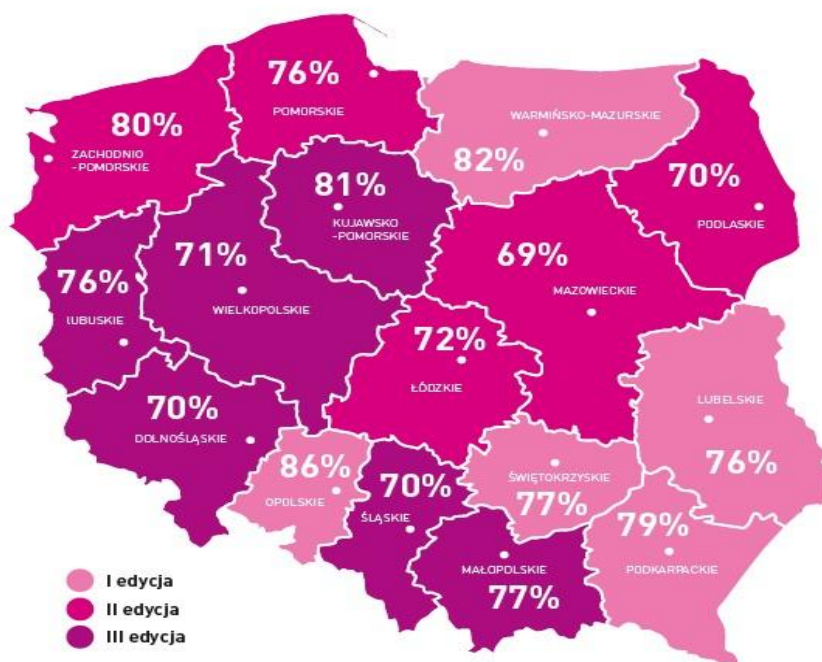 76%
POMORSKIE
80%
ZACHODNIO
-POMORSKIE
WARMIŃSKO-MAZURSKIE
82%
70%
PODLASKIE
81%
KUJAWSKO
-POMORSKIE
71%
WIELKOPOLSKIE
69%
MAZOWIECKIE
76%
lUBUSKIE
72%
ŁÓDZKIE
LUBELSKIE
76%
70%
DOLNOŚLĄSKIE
86%
OPOLSKIE
70%
ŚLĄSKIE
ŚWIĘTOKRZYSKIE
77%
79%
PODKARPACKIE
MAŁOPOLSKIE
77%
I edycja
II edycja
III edycja